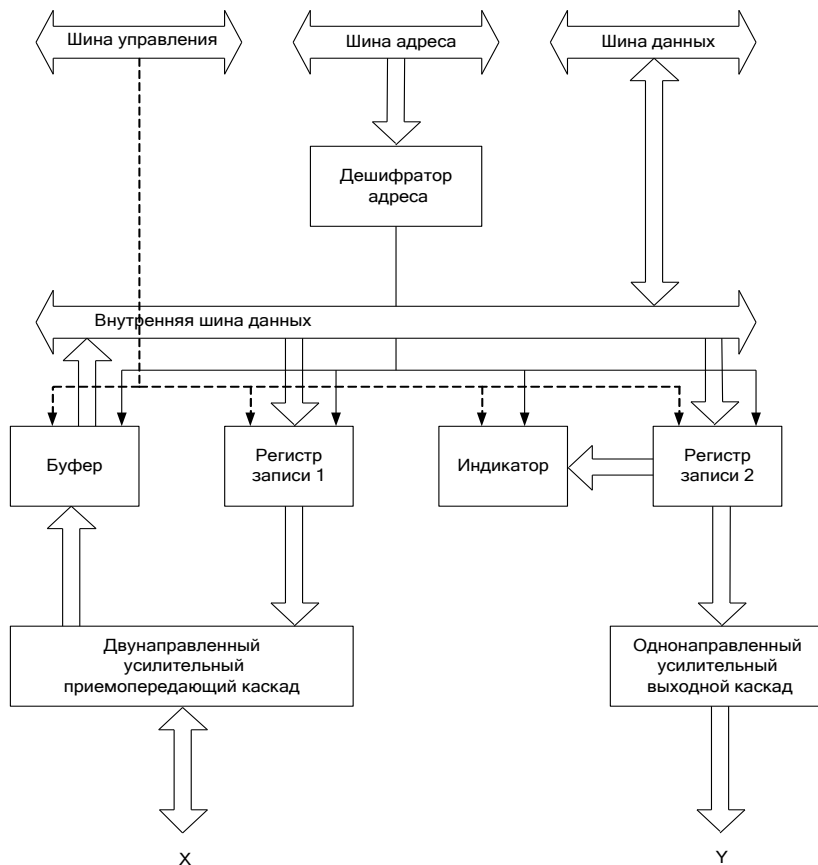 Шина управления
Шина адреса
Шина данных
Дешифратор
адреса
Внутренняя шина данных
Буфер
Регистр
записи 1
Индикатор
Регистр
записи 2
Двунаправленный
усилительный
приемопередающий каскад
Однонаправленный
усилительный
выходной каскад
X
Y